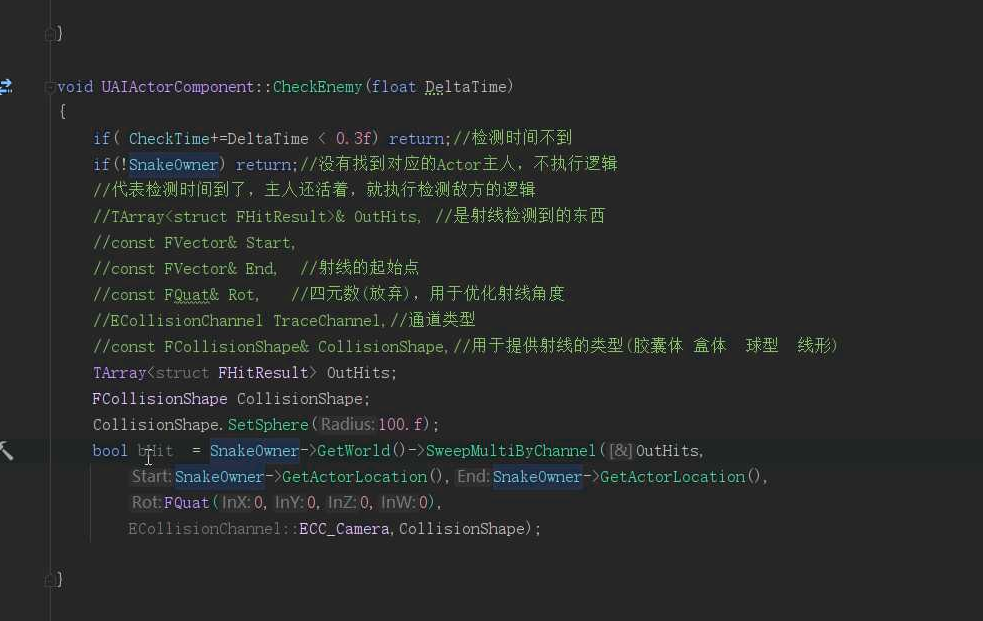 }
void UAIActorComponent::CheckEnemy(float DeltaTime)
{
if( CheckTime+=DeltaTime < 0.3f) return;//检测时间不到
if(!SnakeOwner) return;//没有找到对应的Actor主人，不执行逻辑
//代表检测时间到了，主人还活着，就执行检测敌方的逻辑
//TArray<struct FHitResult>& OutHits, //是射线检测到的东西
//const FVector& Start,
//const FVector& End, //射线的起始点
//const FQuat& Rot, //四元数(放弃)，用于优化射线角度
//ECollisionChannel TraceChannel,//通道类型
//const FCollisionShape& CollisionShape,//用于提供射线的类型(胶囊体 盒体 球型 线形)
TArray<struct FHitResult> OutHits;
FCollisionShape CollisionShape;
CollisionShape.SetSphere(Radius:100.f);
bool bHit = SnakeOwner->GetWorld()->SweepMultiByChannel([&]OutHits,
Start:SnakeOwner->GetActorLocation(),End:SnakeOwner->GetActorLocation(),
Rot:FQuat(InX:0,InY:0,InZ:0,InW:0),
ECollisionChannel::ECC_Camera,CollisionShape);
}